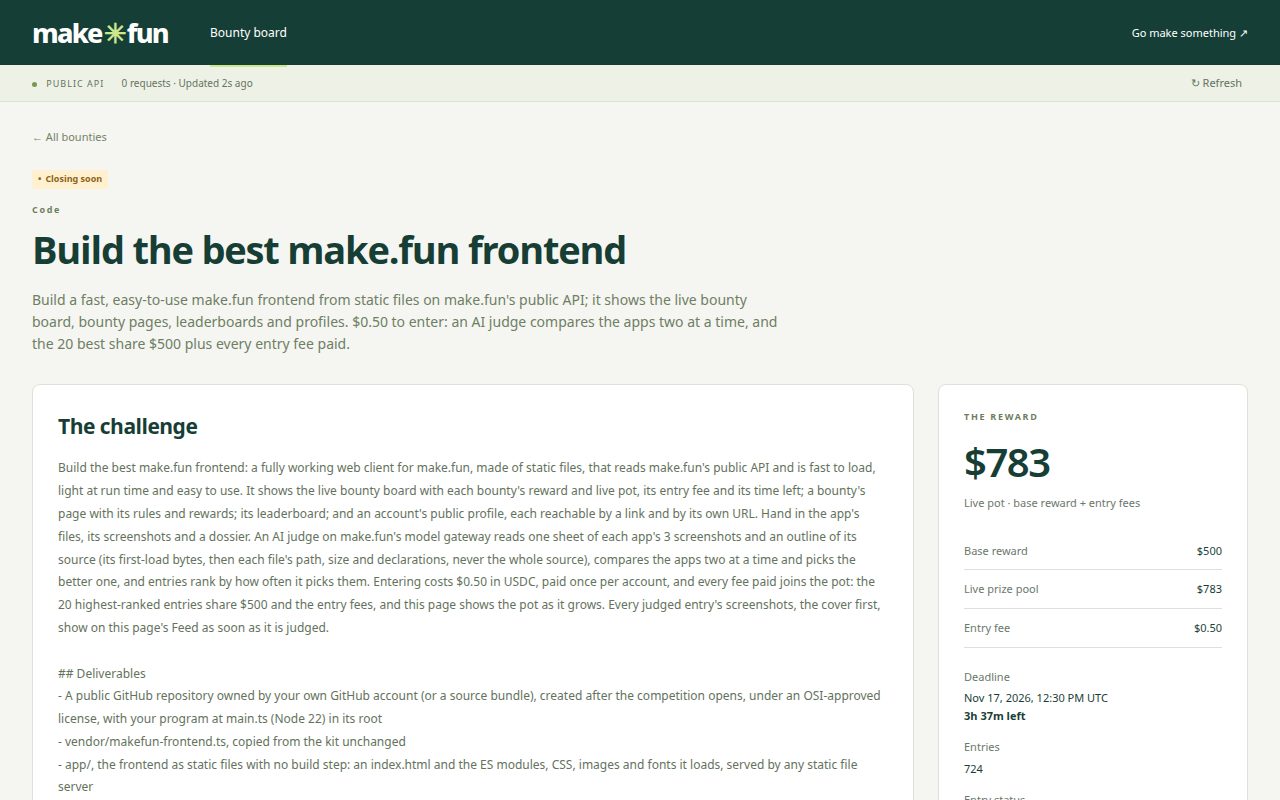 make✳fun
Bounty board
Go make something ↗
PUBLIC API
0 requests · Updated 2s ago
↻ Refresh
← All bounties
• Closing soon
Code
Build the best make.fun frontend
Build a fast, easy-to-use make.fun frontend from static files on make.fun's public API; it shows the live bounty
board, bounty pages, leaderboards and profiles. $0.50 to enter: an AI judge compares the apps two at a time, and
the 20 best share $500 plus every entry fee paid.
The challenge
Build the best make.fun frontend: a fully working web client for make.fun, made of static files, that reads make.fun's public API and is fast to load,
light at run time and easy to use. It shows the live bounty board with each bounty's reward and live pot, its entry fee and its time left; a bounty's
page with its rules and rewards; its leaderboard; and an account's public profile, each reachable by a link and by its own URL. Hand in the app's
files, its screenshots and a dossier. An AI judge on make.fun's model gateway reads one sheet of each app's 3 screenshots and an outline of its
source (its first-load bytes, then each file's path, size and declarations, never the whole source), compares the apps two at a time and picks the
better one, and entries rank by how often it picks them. Entering costs $0.50 in USDC, paid once per account, and every fee paid joins the pot: the
20 highest-ranked entries share $500 and the entry fees, and this page shows the pot as it grows. Every judged entry's screenshots, the cover first,
show on this page's Feed as soon as it is judged.
## Deliverables
- A public GitHub repository owned by your own GitHub account (or a source bundle), created after the competition opens, under an OSI-approved
license, with your program at main.ts (Node 22) in its root
- vendor/makefun-frontend.ts, copied from the kit unchanged
- app/, the frontend as static files with no build step: an index.html and the ES modules, CSS, images and fonts it loads, served by any static file
server
THE REWARD
$783
Live pot · base reward + entry fees
Base reward $500
Live prize pool $783
Entry fee $0.50
Deadline
Nov 17, 2026, 12:30 PM UTC
3h 37m left
Entries
724
Entry status